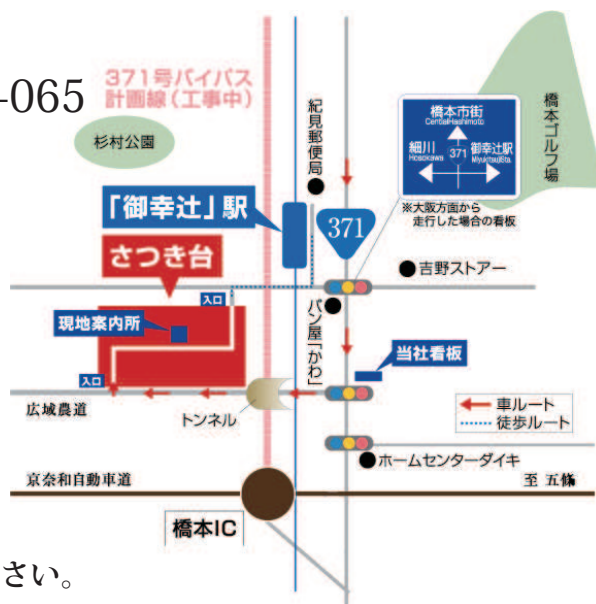 -065
371号バイパス
計画線(工事中)
杉村公園
紀見郵便局
橋本市街
CentralHashimoto
細川
Hosokawa
371
御幸辻駅
橋本ゴルフ場
※大阪方面から
走行した場合の看板
「御幸辻」駅
371
さつき台
吉野ストアー
入口
現地案内所
パン屋「かわ」
当社看板
入口
広域農道
トンネル
車ルート
徒歩ルート
ホームセンターダイキ
京奈和自動車道
至 五條
橋本IC
さい。